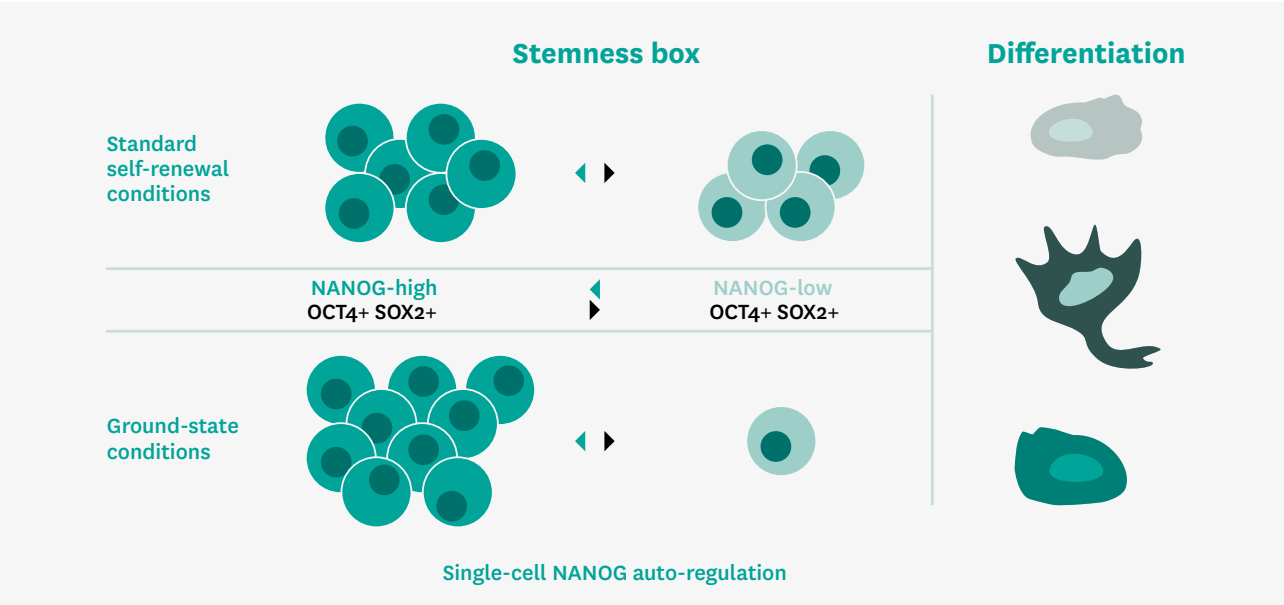 Stemness box
Differentiation
Standard
self-renewal
conditions
NANOG-high
OCT4+ SOX2+
NANOG-low
OCT4+ SOX2+
Ground-state
conditions
Single-cell NANOG auto-regulation